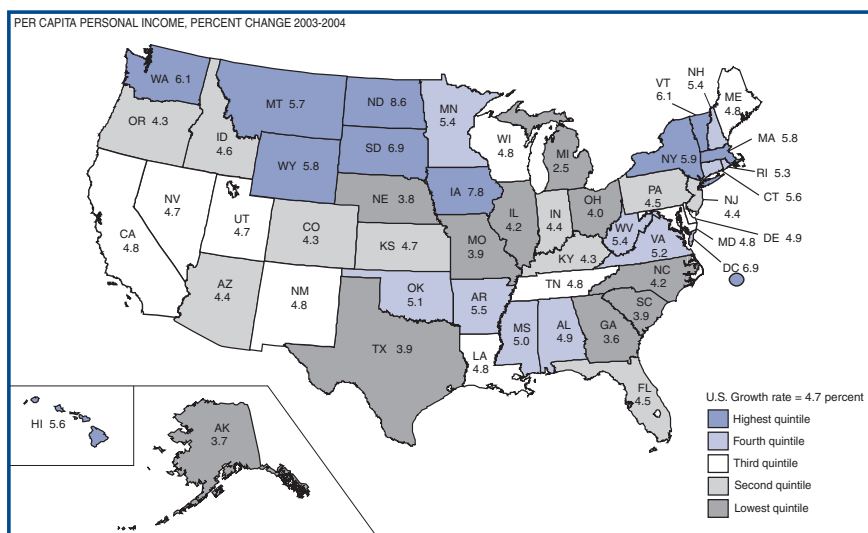 PER CAPITA PERSONAL INCOME, PERCENT CHANGE 2003-2004
WA 6.1
MT 5.7
ND 8.6
MN
5.4
VT
6.1
NH
5.4
ME
4.8
OR 4.3
ID
4.6
WY 5.8
SD 6.9
WI
4.8
MI
2.5
NY 5.9
MA 5.8
RI 5.3
CT 5.6
NV
4.7
UT
4.7
CA
4.8
CO
4.3
NE 3.8
IA 7.8
IL
4.2
IN
4.4
OH
4.0
PA
4.5
NJ
4.4
DE 4.9
MD 4.8
DC 6.9
KS 4.7
MO
3.9
KY 4.3
WV
5.4
VA
5.2
AZ
4.4
NM
4.8
OK
5.1
AR
5.5
TN 4.8
NC
4.2
SC
3.9
TX 3.9
LA
4.8
MS
5.0
AL
4.9
GA
3.6
FL
4.5
HI 5.6
AK
3.7
U.S. Growth rate = 4.7 percent
Highest quintile
Fourth quintile
Third quintile
Second quintile
Lowest quintile